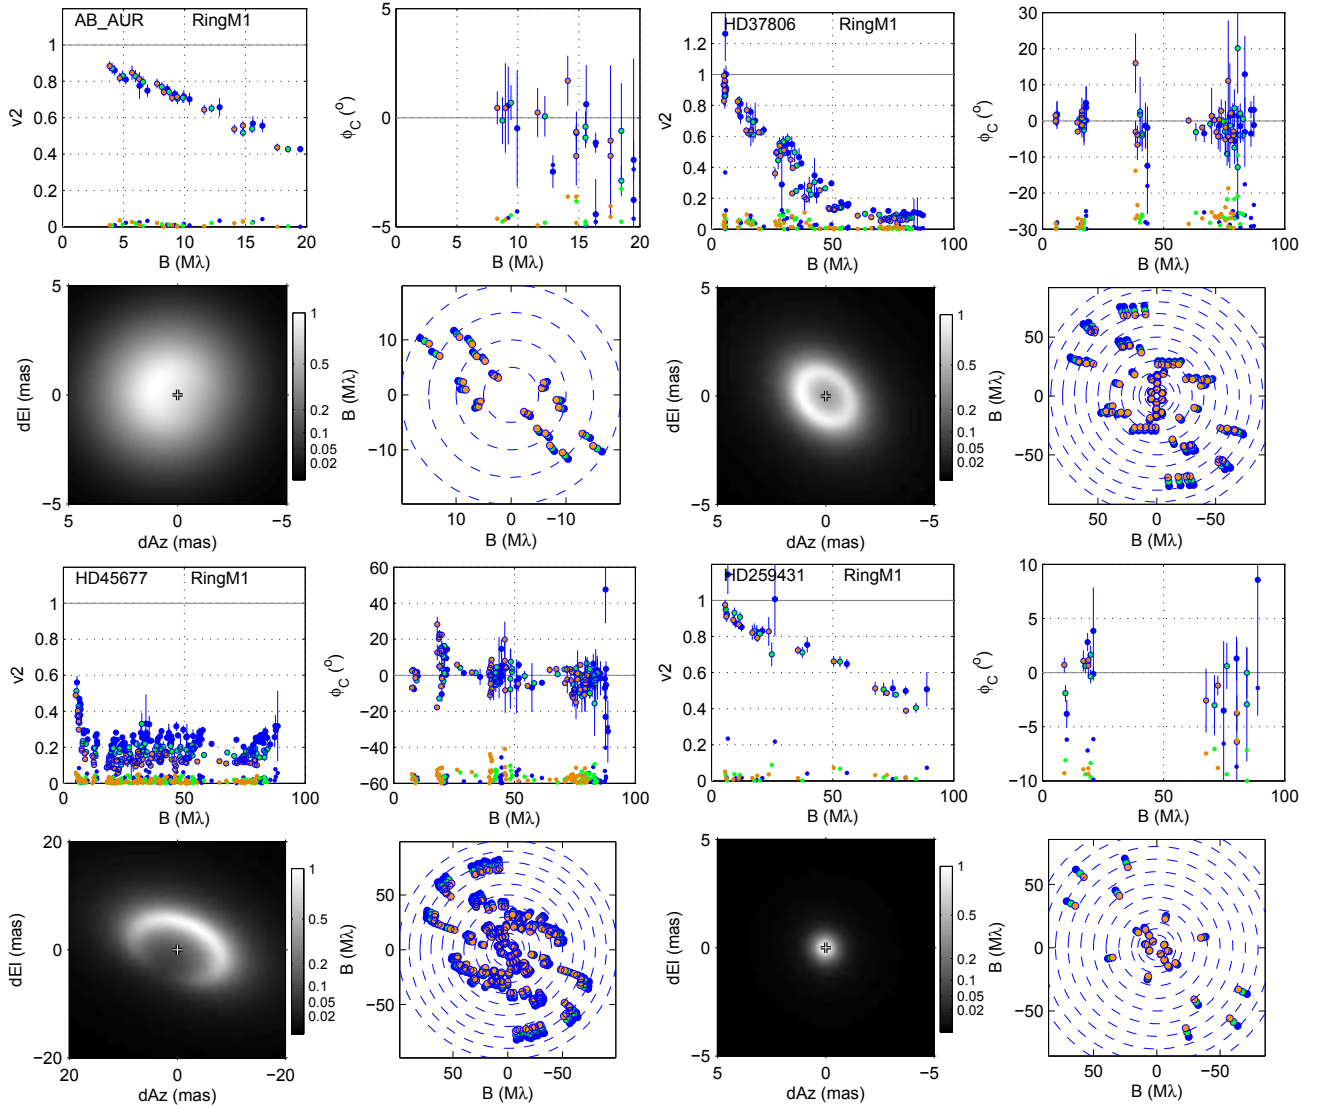 AB_AUR RingM1
1
0.8
0.6
0.4
0.2
0
v2
0 5 10 15 20
B (Mλ)
5
0
−5
ϕ_C (°)
0 5 10 15 20
B (Mλ)
HD37806 RingM1
1.2
1
0.8
0.6
0.4
0.2
0
v2
0 50 100
B (Mλ)
30
20
10
0
−10
−20
−30
ϕ_C (°)
0 50 100
B (Mλ)
5
0
−5
dEl (mas)
5 0 −5
dAz (mas)
1
0.5
0.2
0.1
0.05
0.02
10
0
−10
B (Mλ)
10 0 −10
B (Mλ)
5
0
−5
dEl (mas)
5 0 −5
dAz (mas)
1
0.5
0.2
0.1
0.05
0.02
50
0
−50
B (Mλ)
50 0 −50
B (Mλ)
HD45677 RingM1
1
0.8
0.6
0.4
0.2
0
v2
0 50 100
B (Mλ)
60
40
20
0
−20
−40
−60
ϕ_C (°)
0 50 100
B (Mλ)
HD259431 RingM1
1
0.8
0.6
0.4
0.2
0
v2
0 50 100
B (Mλ)
10
5
0
−5
−10
ϕ_C (°)
0 50 100
B (Mλ)
20
0
−20
dEl (mas)
20 0 −20
dAz (mas)
1
0.5
0.2
0.1
0.05
0.02
50
0
−50
B (Mλ)
50 0 −50
B (Mλ)
5
0
−5
dEl (mas)
5 0 −5
dAz (mas)
1
0.5
0.2
0.1
0.05
0.02
50
0
−50
B (Mλ)
50 0 −50
B (Mλ)